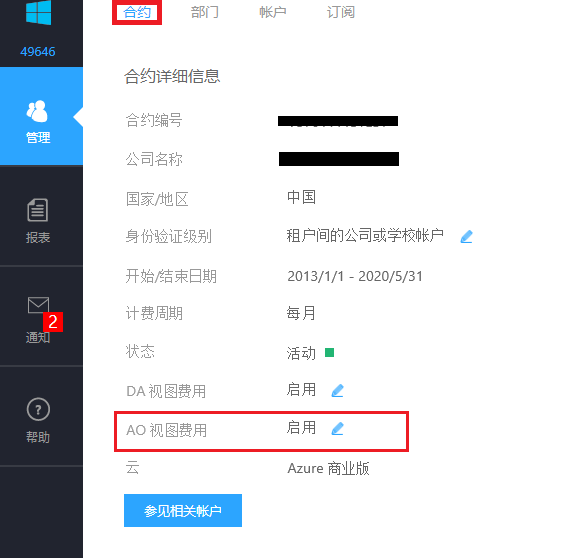 合约 部门 帐户 订阅
49646
合约详细信息
管理
合约编号
公司名称
国家/地区 中国
身份验证级别 租户间的公司或学校帐户
报表
开始/结束日期 2013/1/1 - 2020/5/31
计费周期 每月
2
通知
状态 活动
DA 视图费用 启用
?
AO 视图费用 启用
帮助
云 Azure 商业版
参见相关帐户